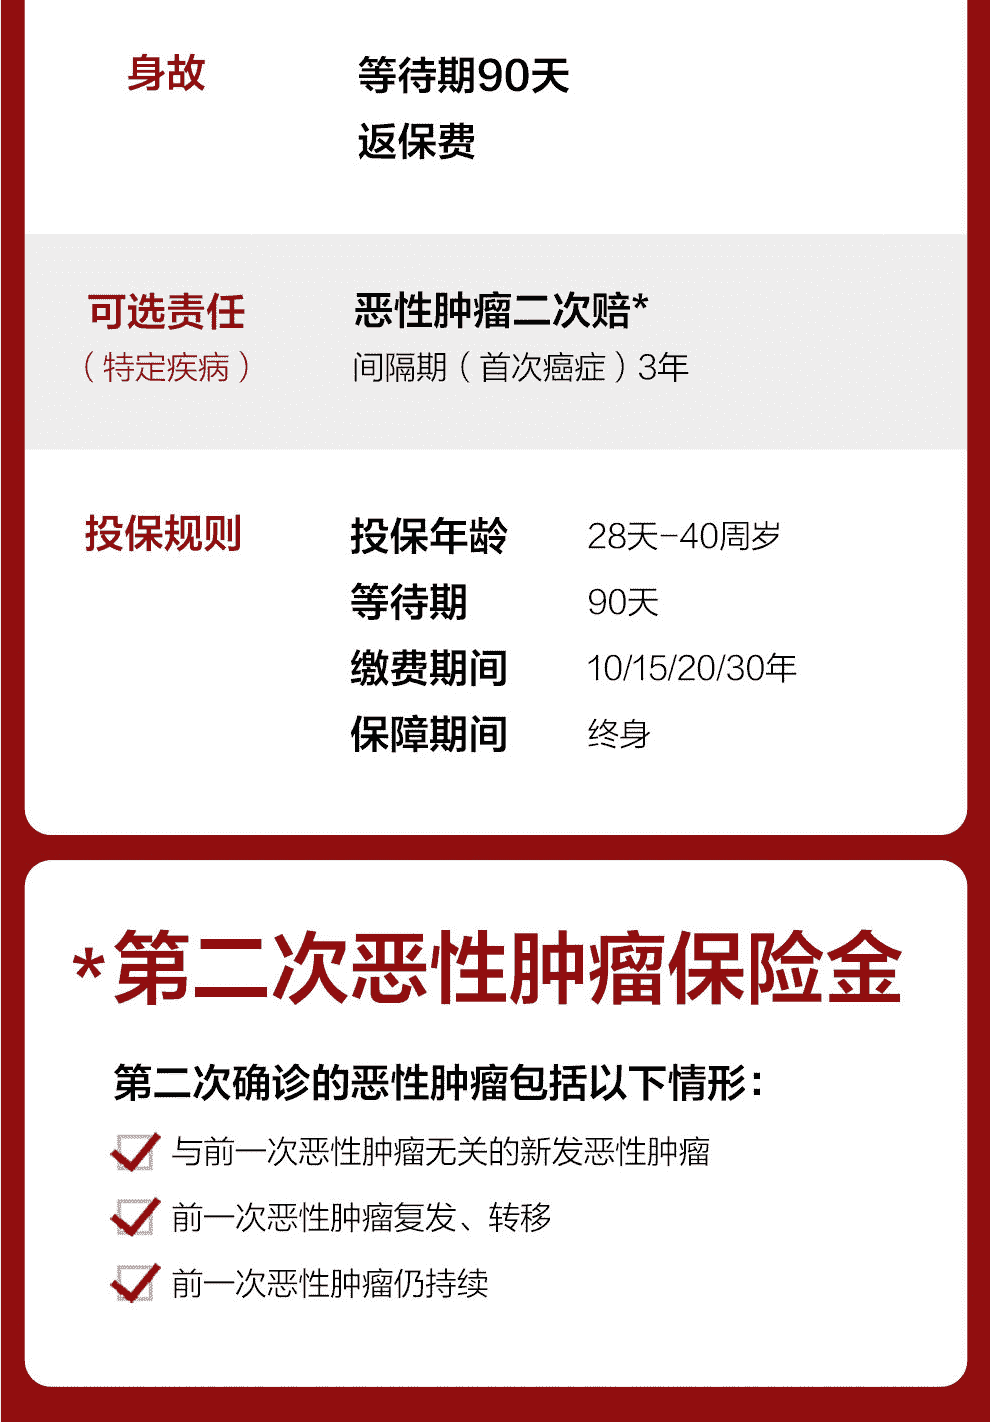 身故 等待期90天
返保费
可选责任 恶性肿瘤二次赔*
（特定疾病） 间隔期（首次癌症）3年
投保规则 投保年龄 28天-40周岁
等待期 90天
缴费期间 10/15/20/30年
保障期间 终身
*第二次恶性肿瘤保险金
第二次确诊的恶性肿瘤包括以下情形：
与前一次恶性肿瘤无关的新发恶性肿瘤
前一次恶性肿瘤复发、转移
前一次恶性肿瘤仍持续